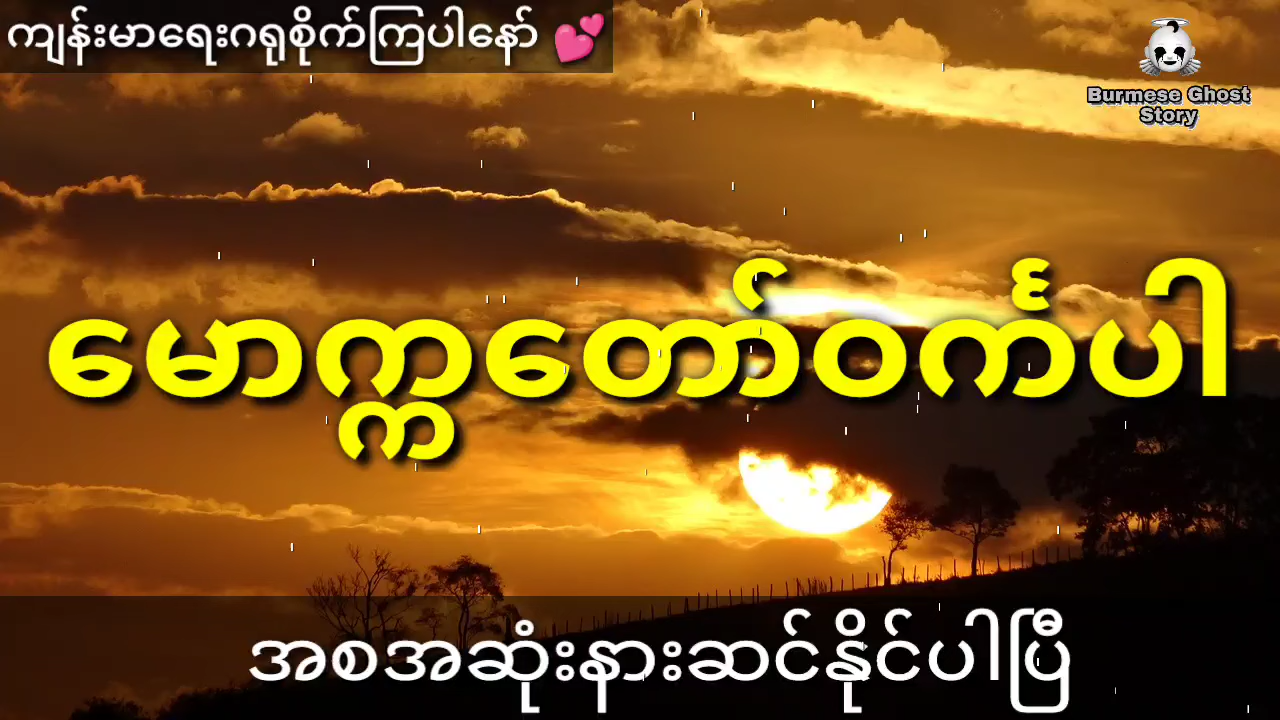 ကျန်းမာရေးဂရုစိုက်ကြပါနော် 💕
Burmese Ghost
Story
မောက္ကတော်ဝင်္ကပါ
အစအဆုံးနားဆင်နိုင်ပါပြီ